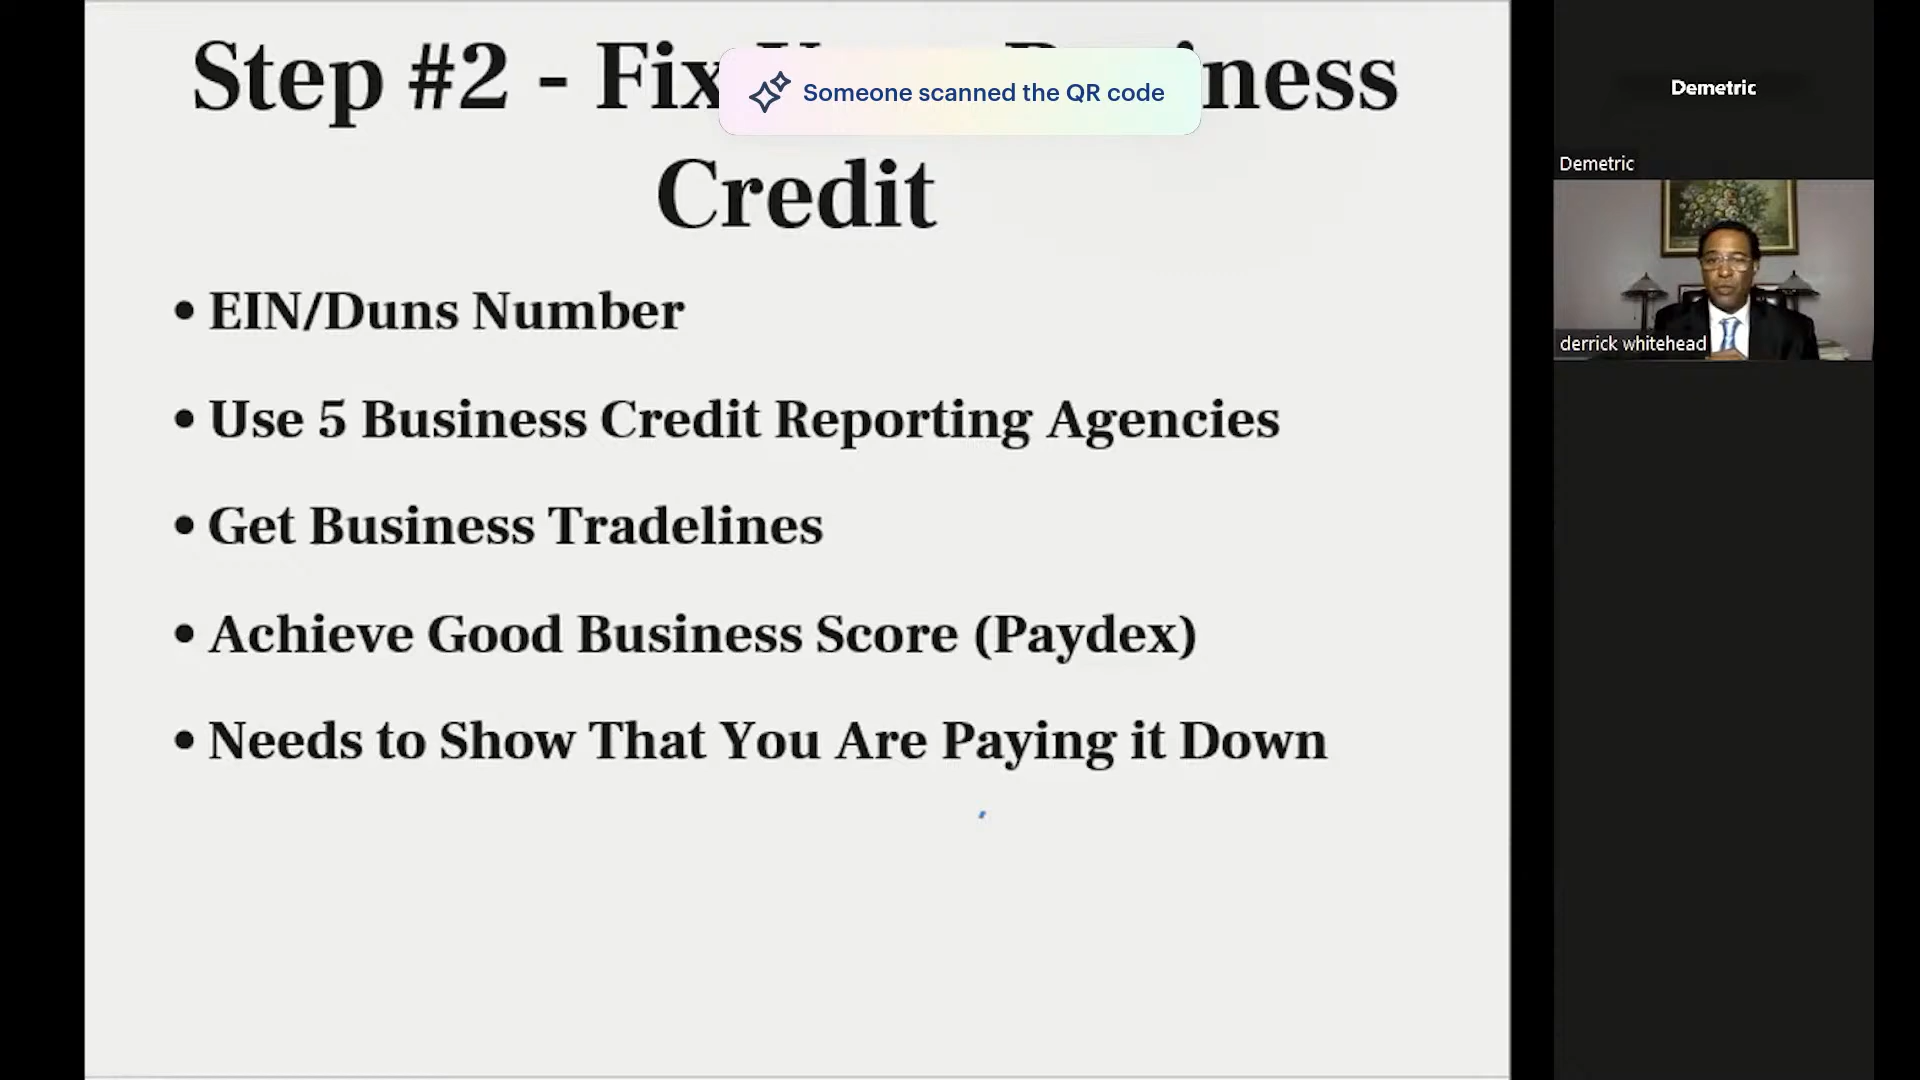 Step #2 - Fix
ness
Someone scanned the QR code
Credit
• EIN/Duns Number
• Use 5 Business Credit Reporting Agencies
• Get Business Tradelines
• Achieve Good Business Score (Paydex)
• Needs to Show That You Are Paying it Down
Demetric
Demetric
derrick whitehead